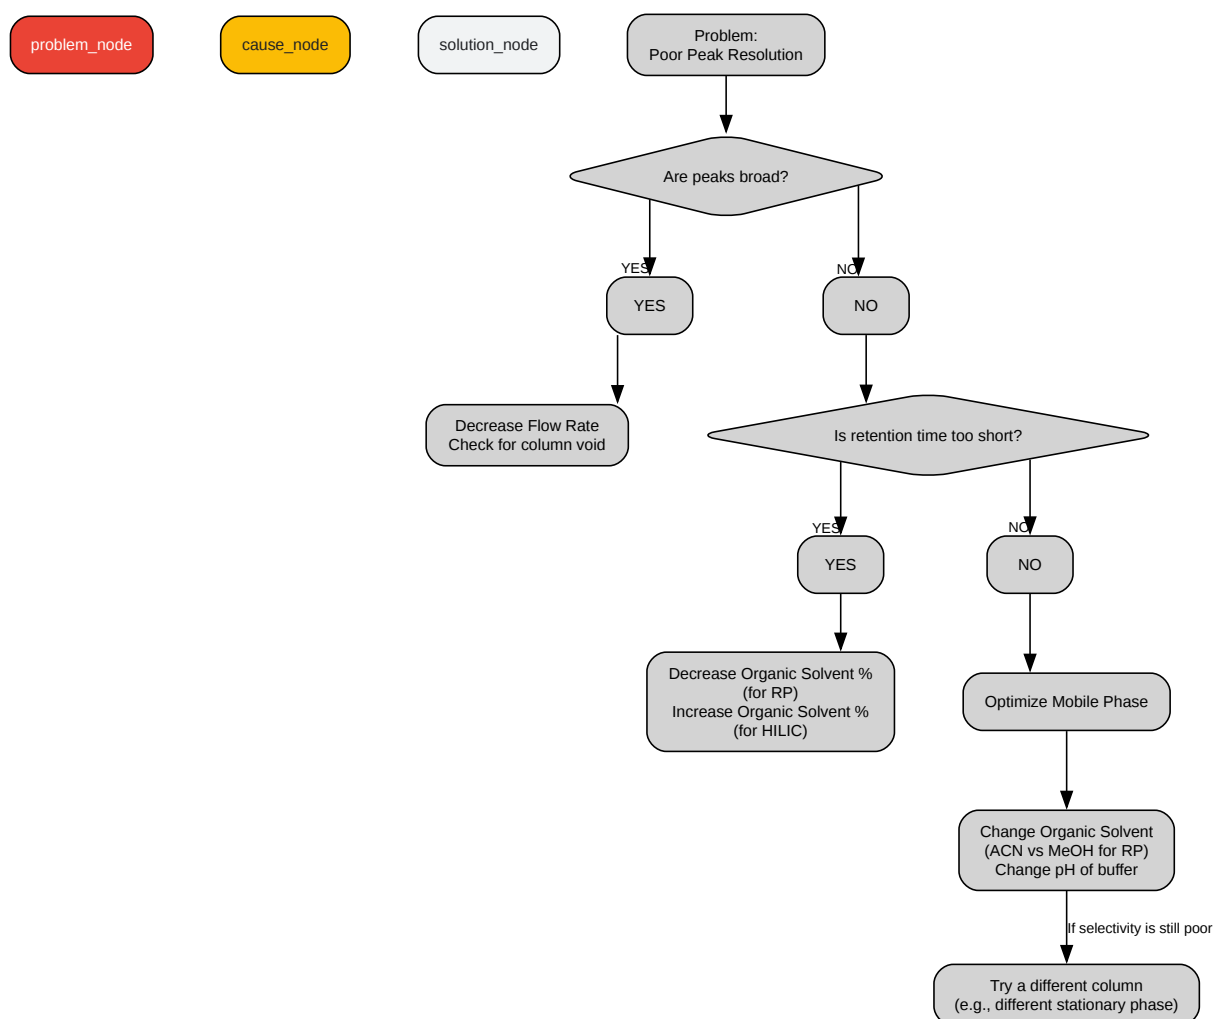 problem_node
cause_node
solution_node
Problem:
Poor Peak Resolution
Are peaks broad?
YES
NO
YES
NO
Decrease Flow Rate
Check for column void
Is retention time too short?
YES
NO
YES
NO
Decrease Organic Solvent %
(for RP)
Increase Organic Solvent %
(for HILIC)
Optimize Mobile Phase
Change Organic Solvent
(ACN vs MeOH for RP)
Change pH of buffer
If selectivity is still poor
Try a different column
(e.g., different stationary phase)